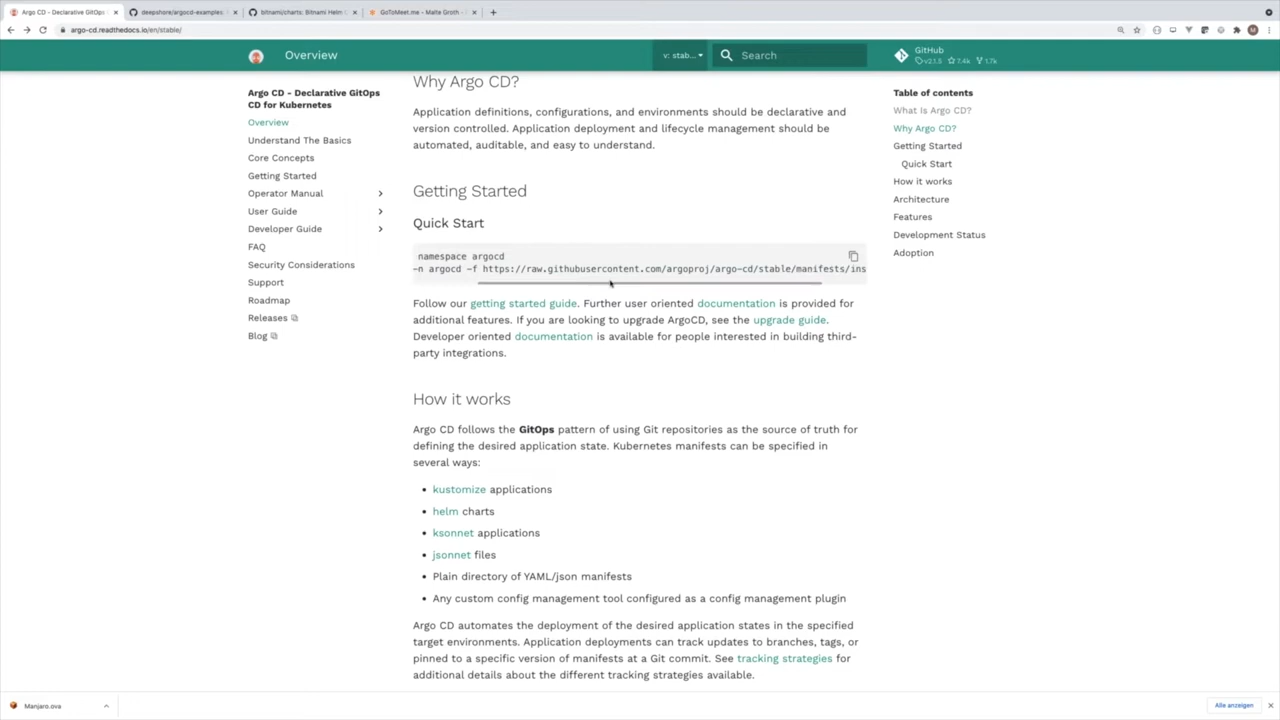 Argo CD - Declarative GitOps
deepshore/argocd-examples:
bitnami/charts: Bitnami Helm
GoToMeet.me - Malte Groth -
argo-cd.readthedocs.io/en/stable/
Overview
v: stab...
Search
GitHub
v2.1.5 7.4k 1.7k
Argo CD - Declarative GitOps
CD for Kubernetes
Overview
Understand The Basics
Core Concepts
Getting Started
Operator Manual
User Guide
Developer Guide
FAQ
Security Considerations
Support
Roadmap
Releases
Blog
Why Argo CD?
Application definitions, configurations, and environments should be declarative and
version controlled. Application deployment and lifecycle management should be
automated, auditable, and easy to understand.
Getting Started
Quick Start
namespace argocd
-n argocd -f https://raw.githubusercontent.com/argoproj/argo-cd/stable/manifests/ins
Follow our getting started guide. Further user oriented documentation is provided for
additional features. If you are looking to upgrade ArgoCD, see the upgrade guide.
Developer oriented documentation is available for people interested in building third-
party integrations.
How it works
Argo CD follows the GitOps pattern of using Git repositories as the source of truth for
defining the desired application state. Kubernetes manifests can be specified in
several ways:
• kustomize applications
• helm charts
• ksonnet applications
• jsonnet files
• Plain directory of YAML/json manifests
• Any custom config management tool configured as a config management plugin
Argo CD automates the deployment of the desired application states in the specified
target environments. Application deployments can track updates to branches, tags, or
pinned to a specific version of manifests at a Git commit. See tracking strategies for
additional details about the different tracking strategies available.
Table of contents
What Is Argo CD?
Why Argo CD?
Getting Started
Quick Start
How it works
Architecture
Features
Development Status
Adoption
Manjaro.ova
Alle anzeigen